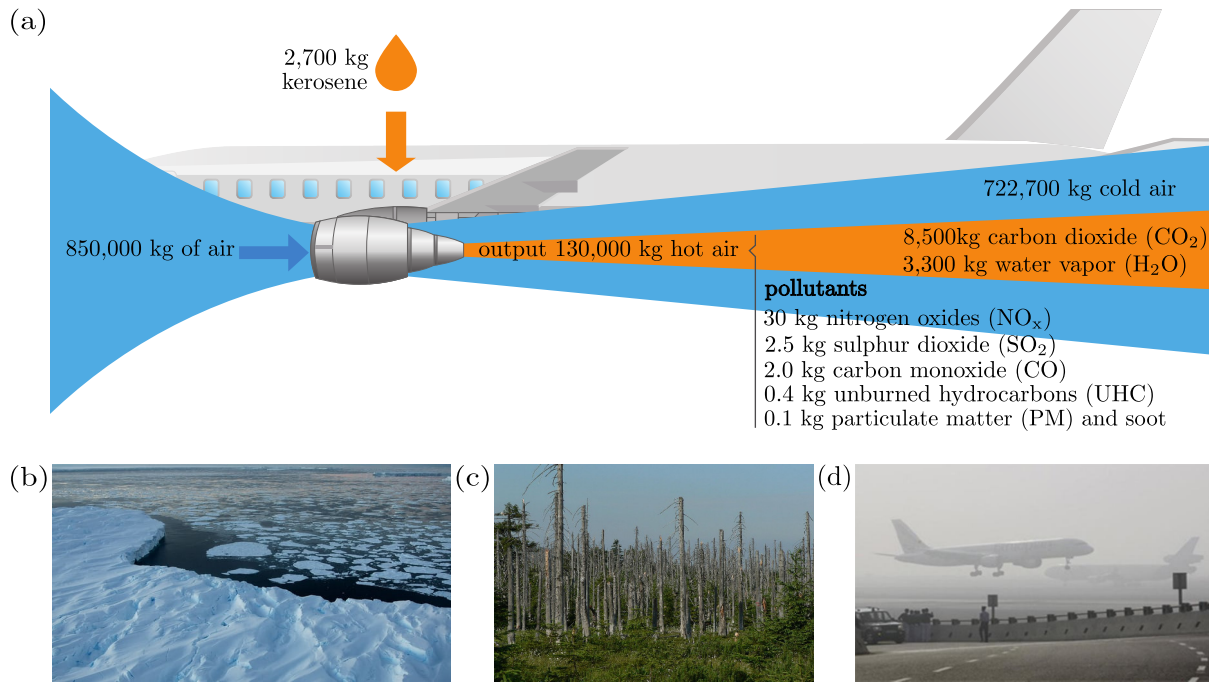 (a)
2,700 kg
kerosene
722,700 kg cold air
850,000 kg of air
output 130,000 kg hot air
8,500kg carbon dioxide (CO₂)
3,300 kg water vapor (H₂O)
pollutants
30 kg nitrogen oxides (NOₓ)
2.5 kg sulphur dioxide (SO₂)
2.0 kg carbon monoxide (CO)
0.4 kg unburned hydrocarbons (UHC)
0.1 kg particulate matter (PM) and soot
(b)
(c)
(d)